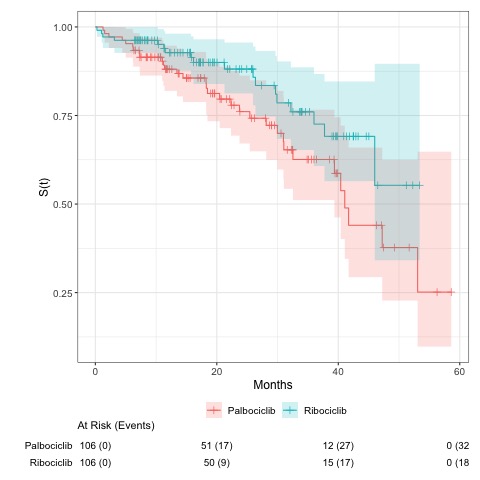 1.00
0.75
0.50
0.25
S(t)
0 20 40 60
Months
Palbociclib Ribociclib
At Risk (Events)
Palbociclib 106 (0) 51 (17) 12 (27) 0 (32
Ribociclib 106 (0) 50 (9) 15 (17) 0 (18